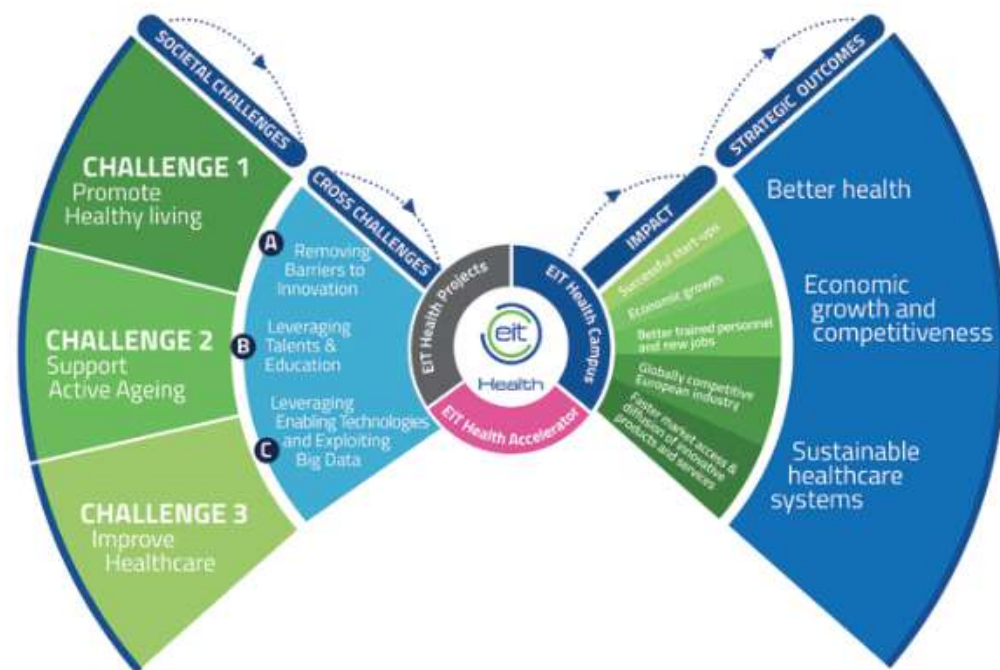 SOCIETAL CHALLENGES
CHALLENGE 1
Promote
Healthy living
CHALLENGE 2
Support
Active Ageing
CHALLENGE 3
Improve
Healthcare
CROSS CHALLENGES
A
Removing
Barriers to
Innovation
B
Leveraging
Talents &
Education
C
Leveraging
Enabling Technologies
and Exploiting
Big Data
EIT Health Projects
EIT Health Campus
EIT Health Accelerator
eit
Health
IMPACT
Successful start-ups
Economic growth
Better trained personnel
and new jobs
Globally competitive
European industry
Faster market access &
diffusion of innovative
products and services
STRATEGIC OUTCOMES
Better health
Economic
growth and
competitiveness
Sustainable
healthcare
systems